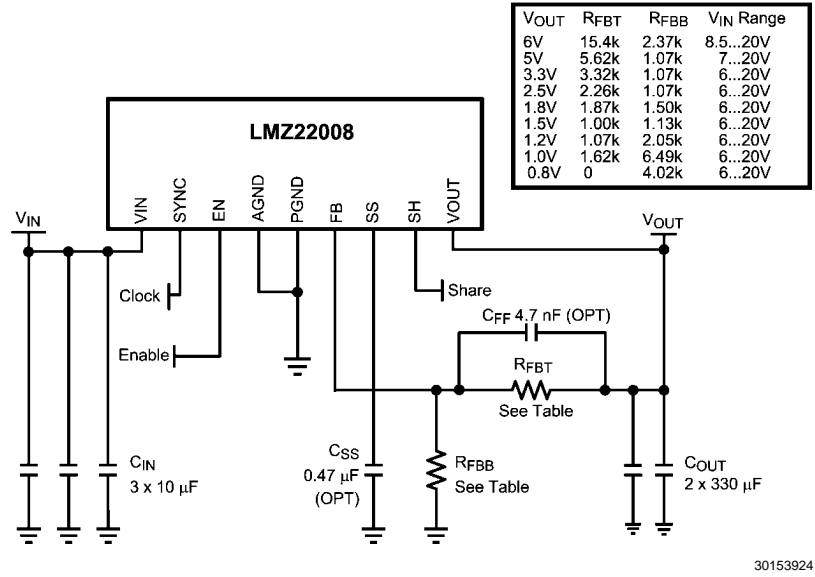 VOUT RFBT RFBB VIN Range
6V 15.4k 2.37k 8.5...20V
5V 5.62k 1.07k 7...20V
3.3V 3.32k 1.07k 6...20V
2.5V 2.26k 1.07k 6...20V
1.8V 1.87k 1.50k 6...20V
1.5V 1.00k 1.13k 6...20V
1.2V 1.07k 2.05k 6...20V
1.0V 1.62k 6.49k 6...20V
0.8V 0 4.02k 6...20V
LMZ22008
VIN SYNC EN AGND PGND FB SS SH VOUT
VIN
VOUT
Clock
Share
Enable
CFF 4.7 nF (OPT)
RFBT
See Table
CIN
3 x 10 µF
CSS
0.47 µF
(OPT)
RFBB
See Table
COUT
2 x 330 µF
30153924